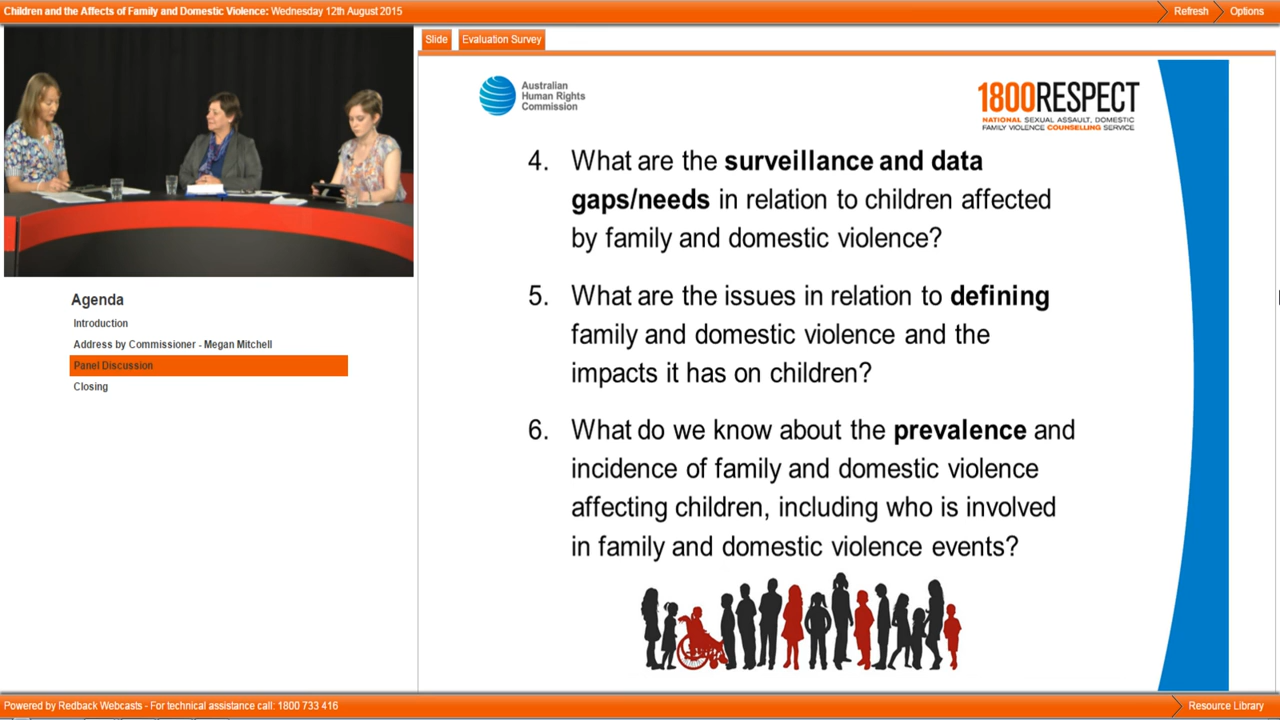 Children and the Affects of Family and Domestic Violence: Wednesday 12th August 2015
Refresh
Options
Slide
Evaluation Survey
Australian
Human Rights
Commission
1800RESPECT
NATIONAL SEXUAL ASSAULT, DOMESTIC
FAMILY VIOLENCE COUNSELLING SERVICE
4. What are the surveillance and data
gaps/needs in relation to children affected
by family and domestic violence?
5. What are the issues in relation to defining
family and domestic violence and the
impacts it has on children?
6. What do we know about the prevalence and
incidence of family and domestic violence
affecting children, including who is involved
in family and domestic violence events?
Agenda
Introduction
Address by Commissioner - Megan Mitchell
Panel Discussion
Closing
Powered by Redback Webcasts - For technical assistance call: 1800 733 416
Resource Library